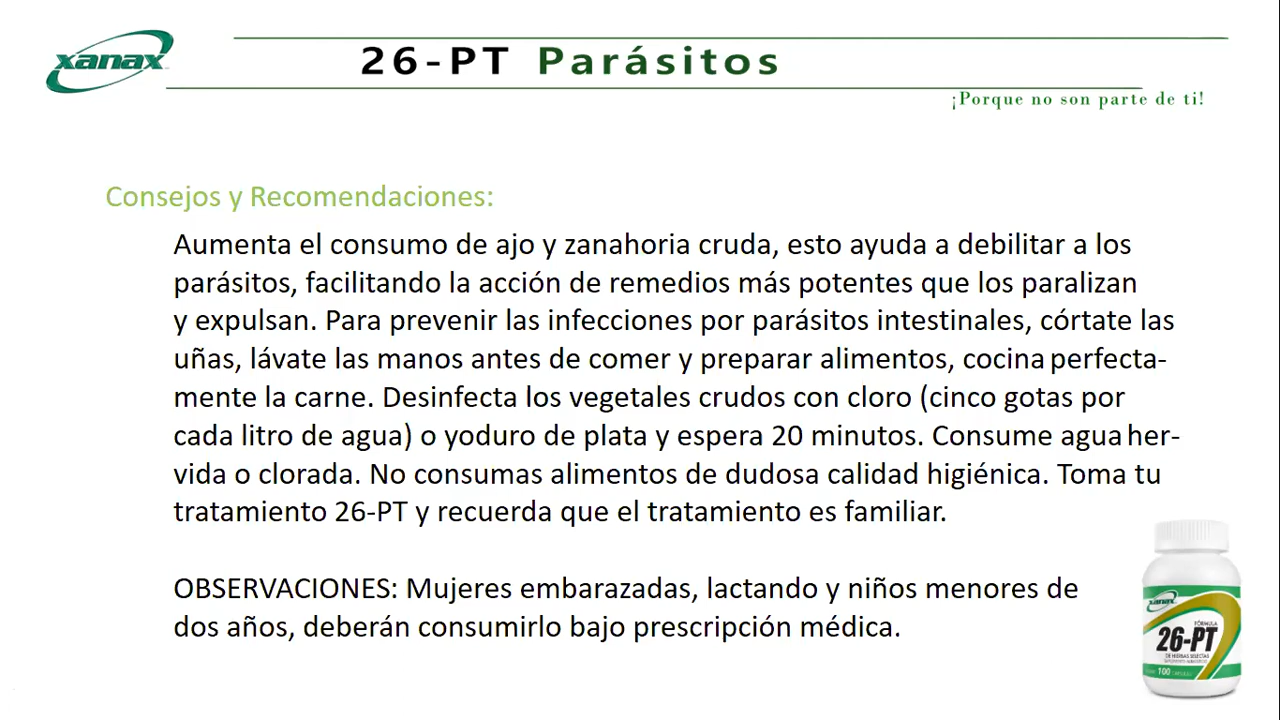 xanax
26-PT Parásitos
¡Porque no son parte de ti!
Consejos y Recomendaciones:
Aumenta el consumo de ajo y zanahoria cruda, esto ayuda a debilitar a los
parásitos, facilitando la acción de remedios más potentes que los paralizan
y expulsan. Para prevenir las infecciones por parásitos intestinales, córtate las
uñas, lávate las manos antes de comer y preparar alimentos, cocina perfecta-
mente la carne. Desinfecta los vegetales crudos con cloro (cinco gotas por
cada litro de agua) o yoduro de plata y espera 20 minutos. Consume agua her-
vida o clorada. No consumas alimentos de dudosa calidad higiénica. Toma tu
tratamiento 26-PT y recuerda que el tratamiento es familiar.
OBSERVACIONES: Mujeres embarazadas, lactando y niños menores de
dos años, deberán consumirlo bajo prescripción médica.
xanax
FÓRMULA
26-PT
DE HIERBAS SELECTAS
100